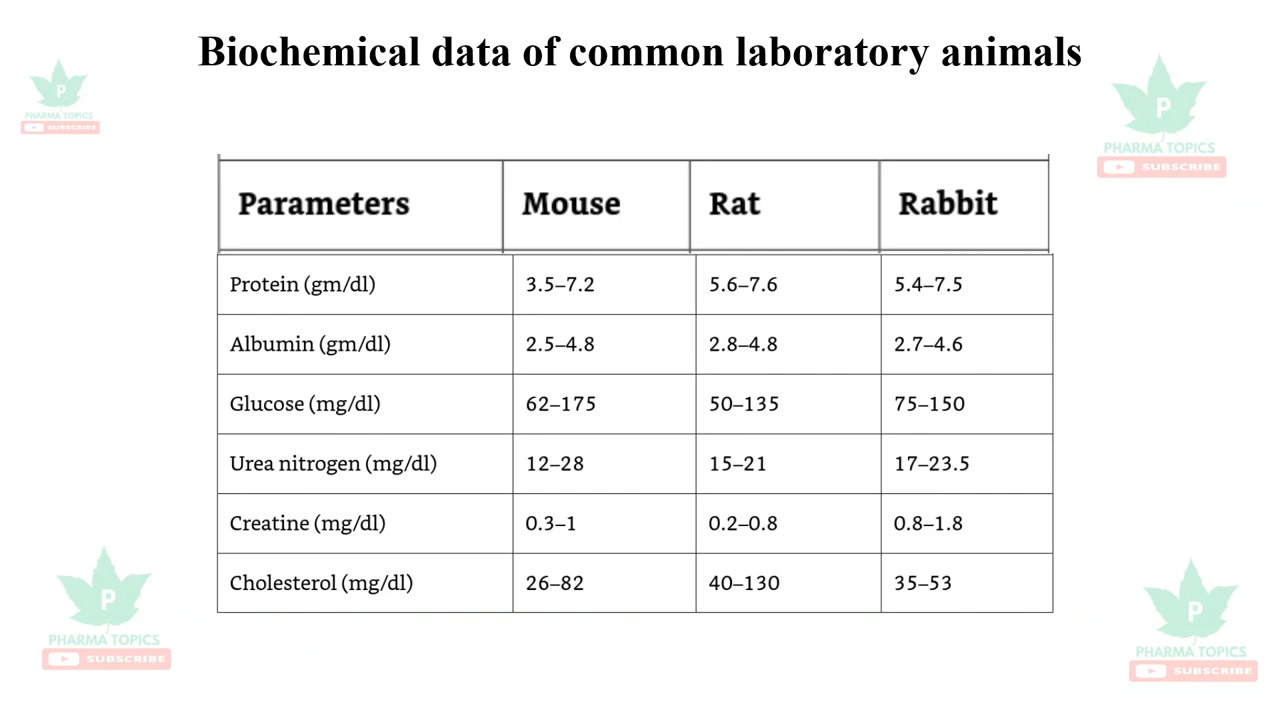 Biochemical data of common laboratory animals
P
PHARMA TOPICS
SUBSCRIBE
P
PHARMA TOPICS
SUBSCRIBE
Parameters Mouse Rat Rabbit
Protein (gm/dl) 3.5–7.2 5.6–7.6 5.4–7.5
Albumin (gm/dl) 2.5–4.8 2.8–4.8 2.7–4.6
Glucose (mg/dl) 62–175 50–135 75–150
Urea nitrogen (mg/dl) 12–28 15–21 17–23.5
Creatine (mg/dl) 0.3–1 0.2–0.8 0.8–1.8
Cholesterol (mg/dl) 26–82 40–130 35–53
P
PHARMA TOPICS
SUBSCRIBE
P
PHARMA TOPICS
SUBSCRIBE